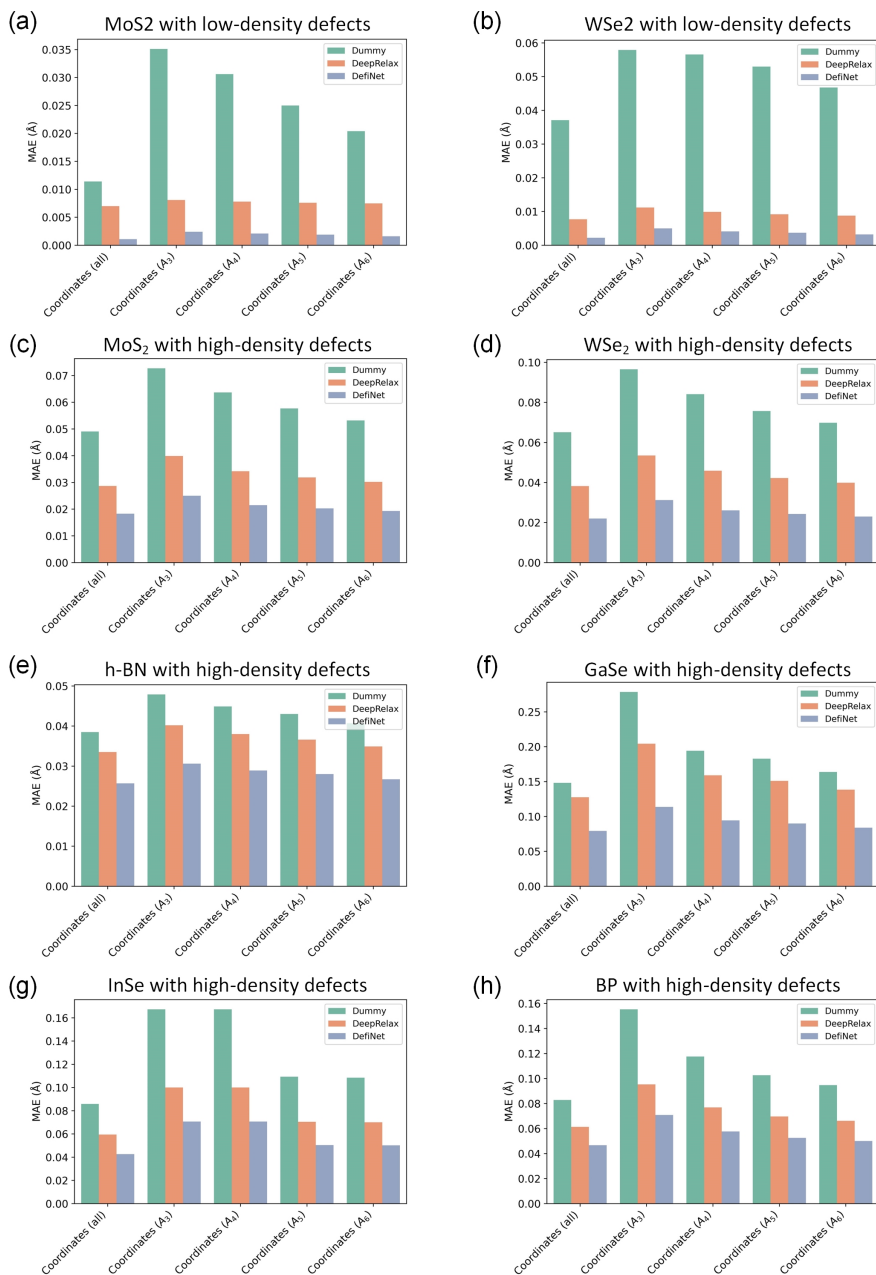 (a) MoS2 with low-density defects
MAE (Å)
0.035
0.030
0.025
0.020
0.015
0.010
0.005
0.000
Dummy
DeepRelax
DefiNet
Coordinates (all)
Coordinates (A₃)
Coordinates (A₄)
Coordinates (A₅)
Coordinates (A₆)
(b) WSe2 with low-density defects
MAE (Å)
0.06
0.05
0.04
0.03
0.02
0.01
0.00
Dummy
DeepRelax
DefiNet
Coordinates (all)
Coordinates (A₃)
Coordinates (A₄)
Coordinates (A₅)
Coordinates (A₆)
(c) MoS₂ with high-density defects
MAE (Å)
0.07
0.06
0.05
0.04
0.03
0.02
0.01
0.00
Dummy
DeepRelax
DefiNet
Coordinates (all)
Coordinates (A₃)
Coordinates (A₄)
Coordinates (A₅)
Coordinates (A₆)
(d) WSe₂ with high-density defects
MAE (Å)
0.10
0.08
0.06
0.04
0.02
0.00
Dummy
DeepRelax
DefiNet
Coordinates (all)
Coordinates (A₃)
Coordinates (A₄)
Coordinates (A₅)
Coordinates (A₆)
(e) h-BN with high-density defects
MAE (Å)
0.05
0.04
0.03
0.02
0.01
0.00
Dummy
DeepRelax
DefiNet
Coordinates (all)
Coordinates (A₃)
Coordinates (A₄)
Coordinates (A₅)
Coordinates (A₆)
(f) GaSe with high-density defects
MAE (Å)
0.25
0.20
0.15
0.10
0.05
0.00
Dummy
DeepRelax
DefiNet
Coordinates (all)
Coordinates (A₃)
Coordinates (A₄)
Coordinates (A₅)
Coordinates (A₆)
(g) InSe with high-density defects
MAE (Å)
0.16
0.14
0.12
0.10
0.08
0.06
0.04
0.02
0.00
Dummy
DeepRelax
DefiNet
Coordinates (all)
Coordinates (A₃)
Coordinates (A₄)
Coordinates (A₅)
Coordinates (A₆)
(h) BP with high-density defects
MAE (Å)
0.16
0.14
0.12
0.10
0.08
0.06
0.04
0.02
0.00
Dummy
DeepRelax
DefiNet
Coordinates (all)
Coordinates (A₃)
Coordinates (A₄)
Coordinates (A₅)
Coordinates (A₆)